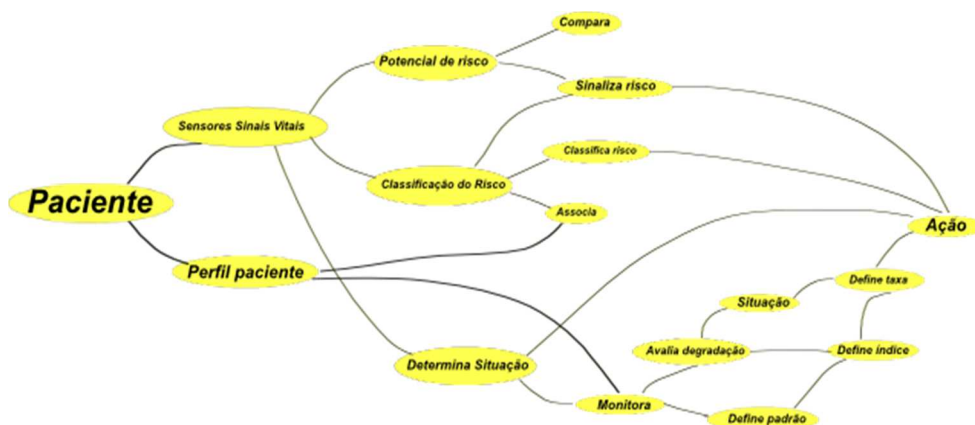 Compara
Potencial de risco
Sinaliza risco
Sensores Sinais Vitais
Classifica risco
Classificação do Risco
Paciente
Associa
Ação
Perfil paciente
Define taxa
Situação
Avalia degradação
Define índice
Determina Situação
Monitora
Define padrão